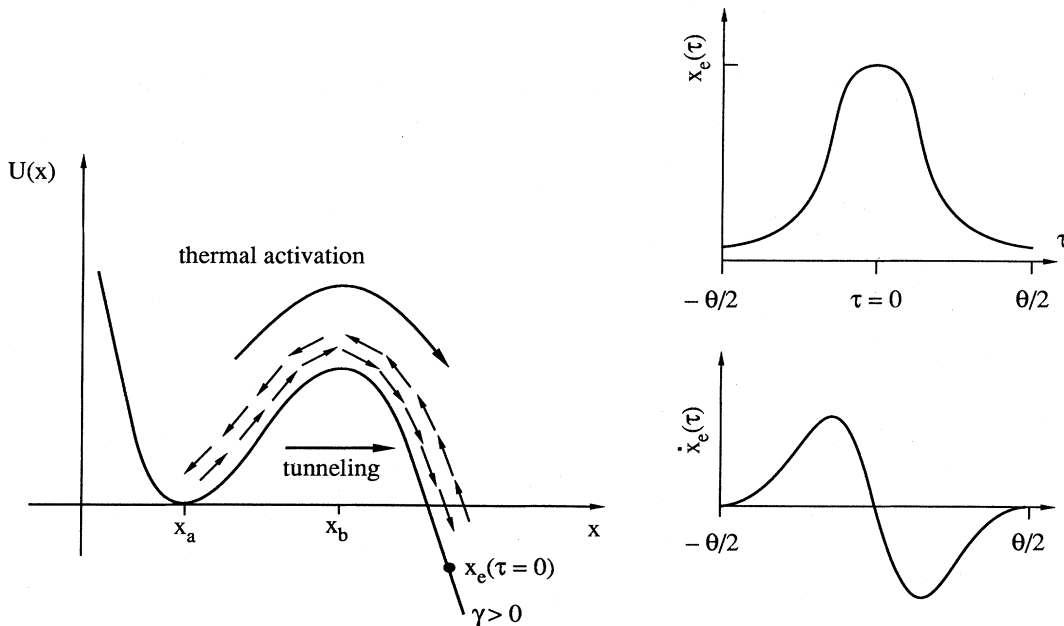 U(x)
thermal activation
tunneling
x_a
x_b
x
x_e(τ = 0)
γ > 0
x_e(τ)
τ
− θ/2
τ = 0
θ/2
ẋ_e(τ)
− θ/2
θ/2